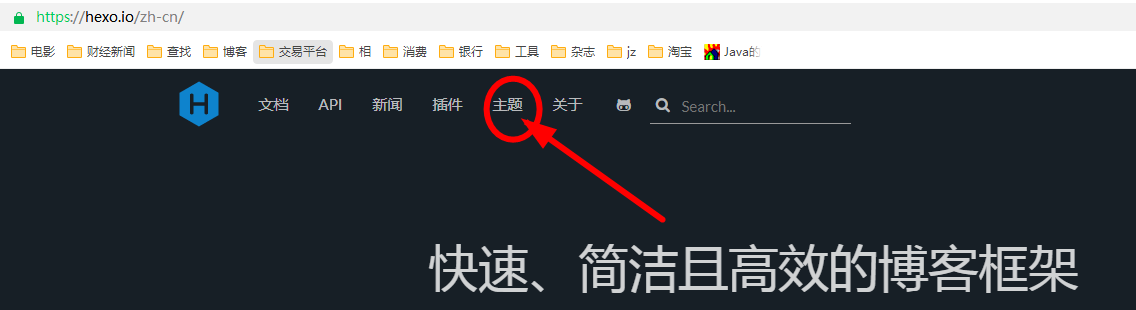 https://hexo.io/zh-cn/
电影 财经新闻 查找 博客 交易平台 相 消费 银行 工具 杂志 jz 淘宝 Java的
H 文档 API 新闻 插件 主题 关于 Search...
快速、简洁且高效的博客框架